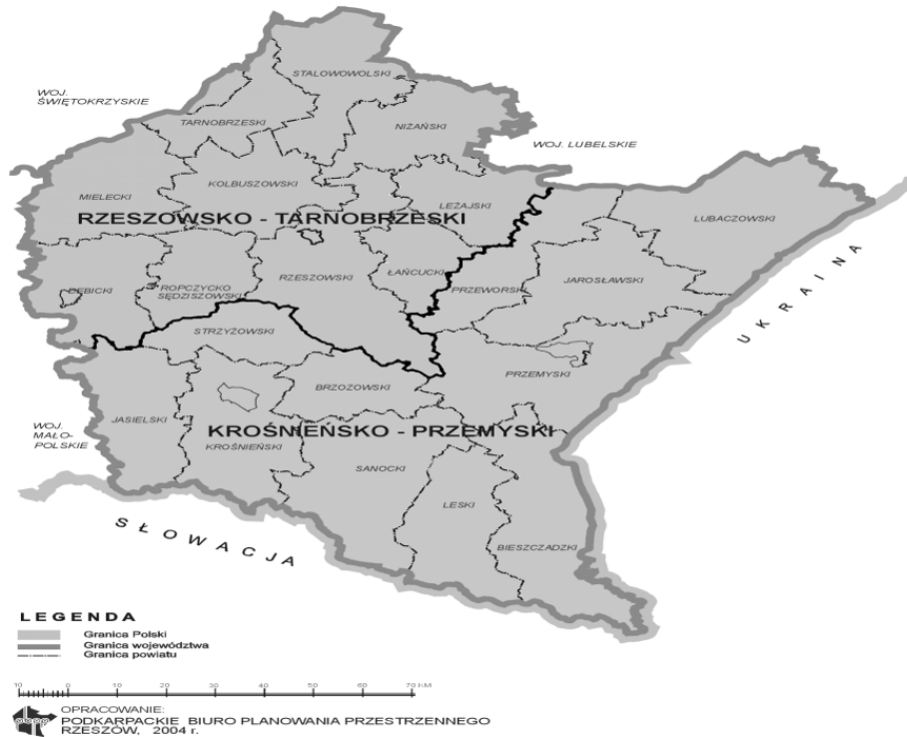 STALOWOWOLSKI
WOJ.
ŚWIĘTOKRZYSKIE
TARNOBRZESKI
NIŻAŃSKI
WOJ. LUBELSKIE
KOLBUSZOWSKI
MIELECKI
LEŻAJSKI
RZESZOWSKO - TARNOBRZESKI
LUBACZOWSKI
ŁAŃCUCKI
RZESZOWSKI
JAROSŁAWSKI
DĘBICKI
ROPCZYCKO
SĘDZISZOWSKI
PRZEWORSKI
UKRAINA
STRZYŻOWSKI
PRZEMYSKI
BRZOZOWSKI
JASIELSKI
WOJ.
MAŁO-
POLSKIE
KROŚNIEŃSKO - PRZEMYSKI
KROŚNIEŃSKI
SANOCKI
LESKI
BIESZCZADZKI
SŁOWACJA
LEGENDA
Granica Polski
Granica województwa
Granica powiatu
10 0 10 20 30 40 50 60 70 KM
OPRACOWANIE:
PODKARPACKIE BIURO PLANOWANIA PRZESTRZENNEGO
RZESZÓW, 2004 r.